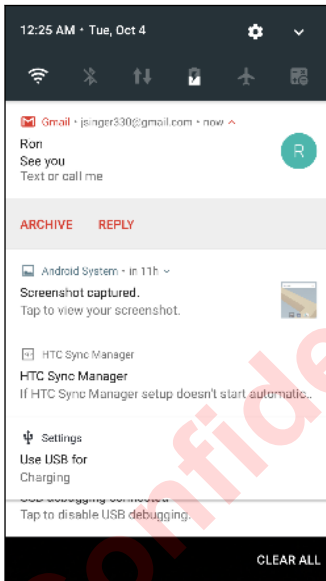 12:25 AM • Tue, Oct 4
Gmail • jsinger330@gmail.com • now
Ron
See you
Text or call me
R
ARCHIVE REPLY
Android System • in 11h
Screenshot captured.
Tap to view your screenshot.
HTC Sync Manager
HTC Sync Manager
If HTC Sync Manager setup doesn't start automatic..
Settings
Use USB for
Charging
USB debugging connected
Tap to disable USB debugging.
CLEAR ALL
confide